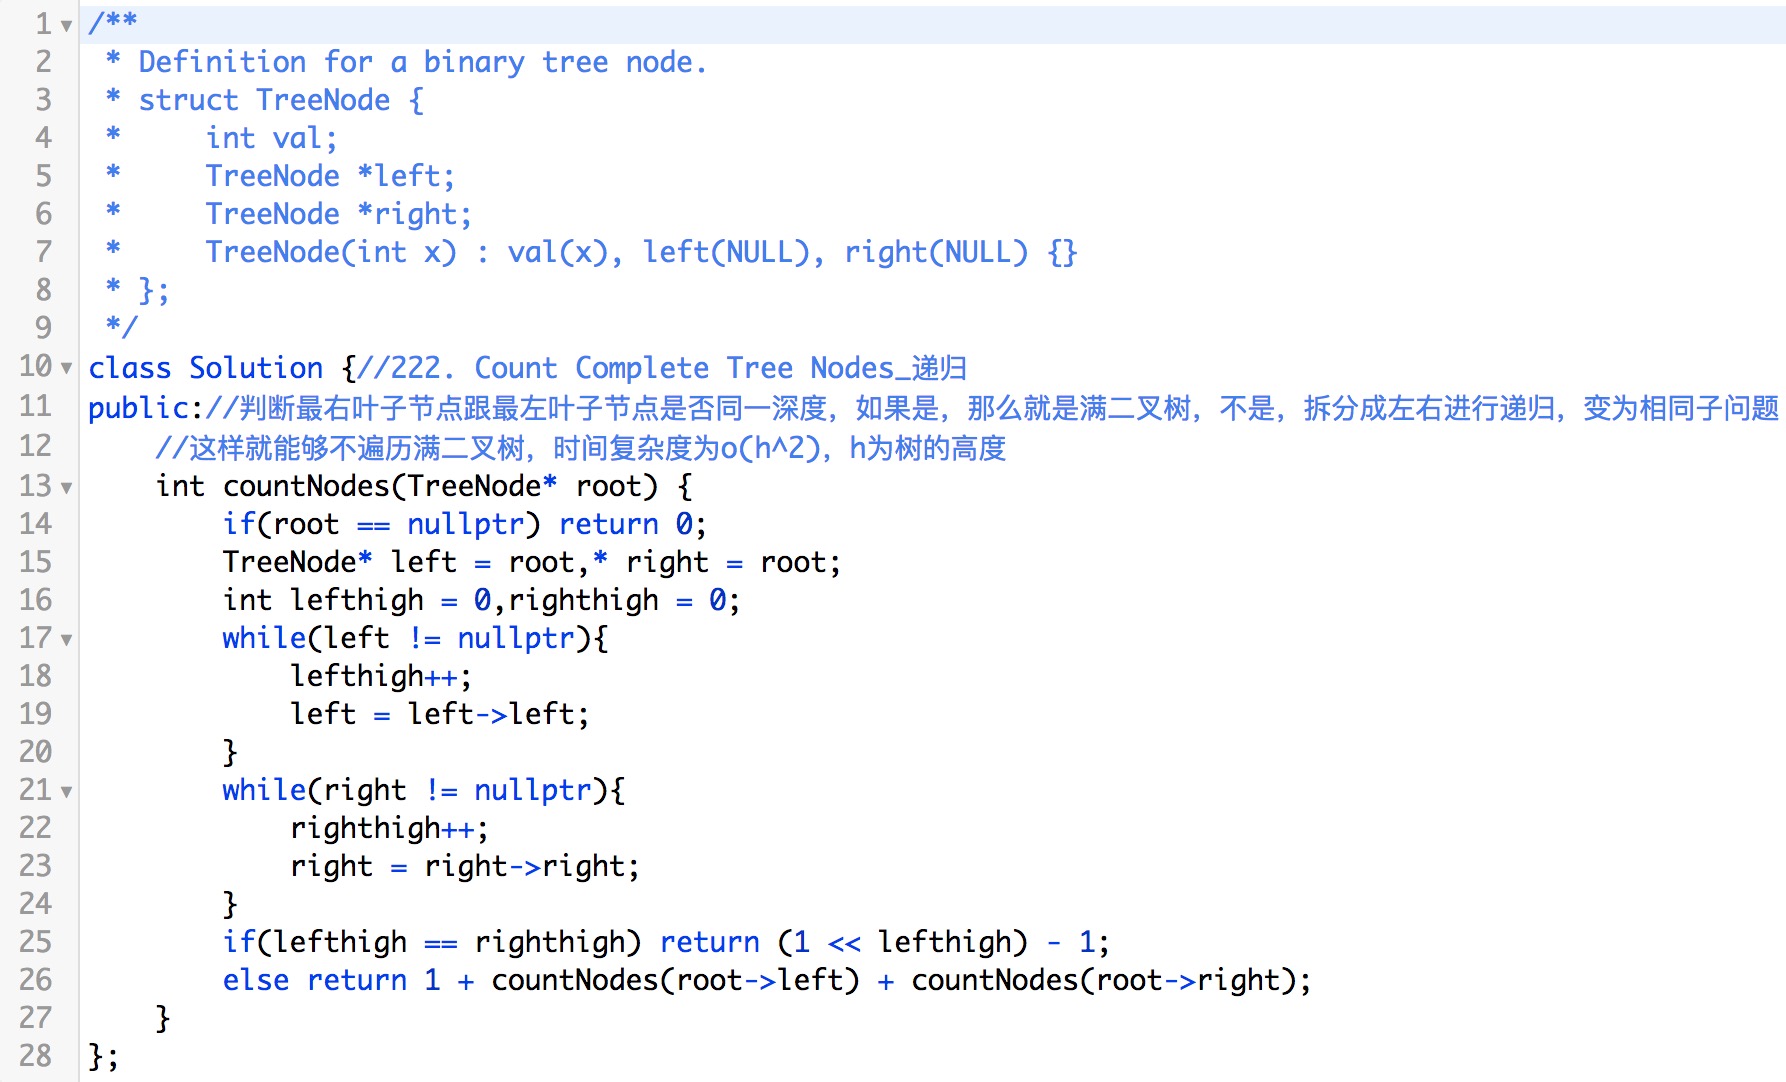 1 /**
2  * Definition for a binary tree node.
3  * struct TreeNode {
4  *     int val;
5  *     TreeNode *left;
6  *     TreeNode *right;
7  *     TreeNode(int x) : val(x), left(NULL), right(NULL) {}
8  * };
9  */
10 class Solution {//222. Count Complete Tree Nodes_递归
11 public://判断最右叶子节点跟最左叶子节点是否同一深度，如果是，那么就是满二叉树，不是，拆分成左右进行递归，变为相同子问题
12     //这样就能够不遍历满二叉树，时间复杂度为o(h^2)，h为树的高度
13     int countNodes(TreeNode* root) {
14         if(root == nullptr) return 0;
15         TreeNode* left = root,* right = root;
16         int lefthigh = 0,righthigh = 0;
17         while(left != nullptr){
18             lefthigh++;
19             left = left->left;
20         }
21         while(right != nullptr){
22             righthigh++;
23             right = right->right;
24         }
25         if(lefthigh == righthigh) return (1 << lefthigh) - 1;
26         else return 1 + countNodes(root->left) + countNodes(root->right);
27     }
28 };